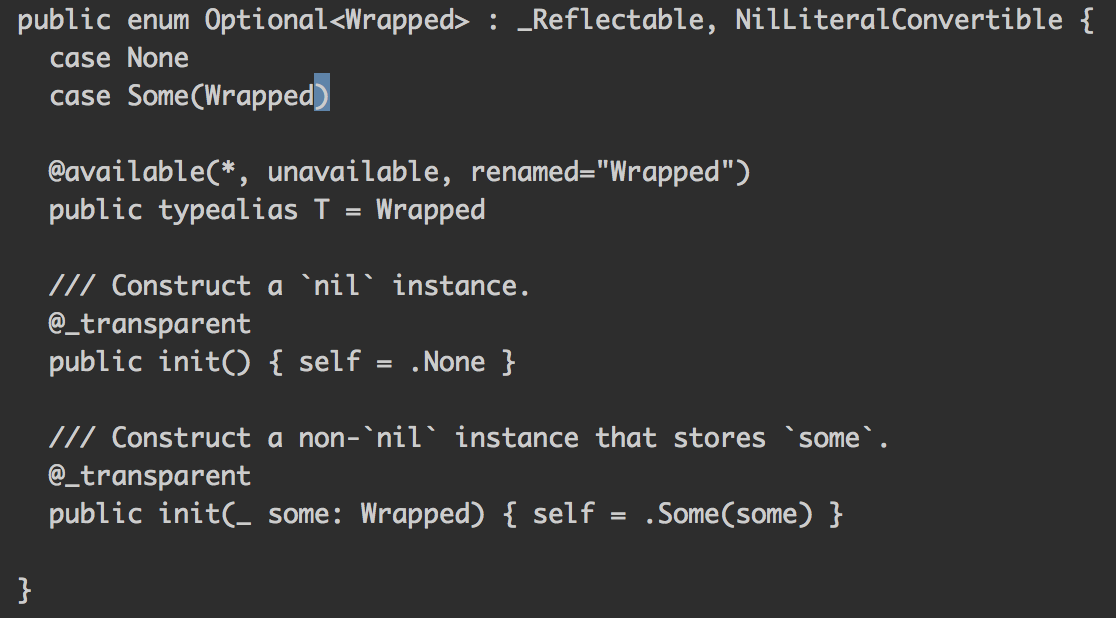 public enum Optional<Wrapped> : _Reflectable, NilLiteralConvertible {
  case None
  case Some(Wrapped)
  @available(*, unavailable, renamed="Wrapped")
  public typealias T = Wrapped
  /// Construct a `nil` instance.
  @_transparent
  public init() { self = .None }
  /// Construct a non-`nil` instance that stores `some`.
  @_transparent
  public init(_ some: Wrapped) { self = .Some(some) }
}